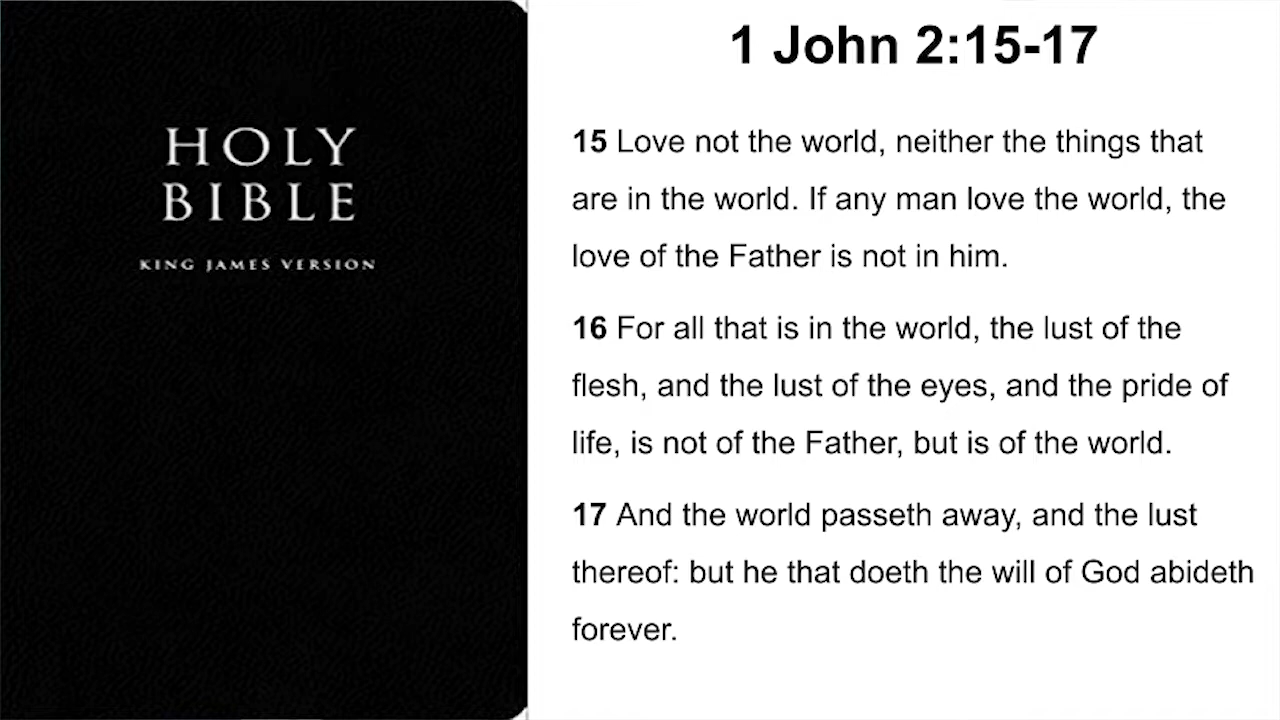 HOLY
BIBLE
KING JAMES VERSION
1 John 2:15-17
15 Love not the world, neither the things that
are in the world. If any man love the world, the
love of the Father is not in him.
16 For all that is in the world, the lust of the
flesh, and the lust of the eyes, and the pride of
life, is not of the Father, but is of the world.
17 And the world passeth away, and the lust
thereof: but he that doeth the will of God abideth
forever.